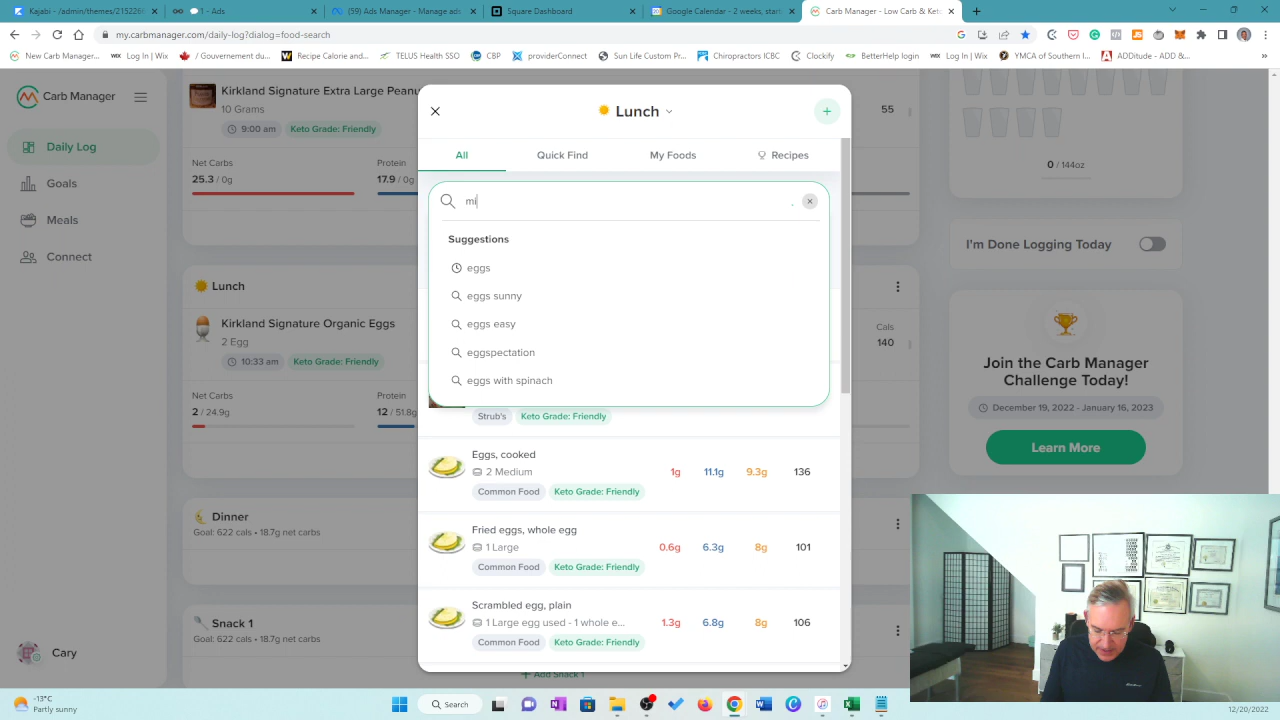 Kajabi - https://themes/215226
1 - Ads
(59) Ads Manager - Manage ads
Square Dashboard
Google Calendar - 2 weeks, start
Carb Manager - Low Carb & Ket
my.carbmanager.com/daily-log?dialog=food-search
New Carb Manager...
Log In | Wix
/ Gouvernement du...
Recipe Calorie and...
TELUS Health SSO
CBP
providerConnect
Sun Life Custom Pr...
Chiropractors ICBC
Clockify
BetterHelp login
Log In | Wix
YMCA of Southern I...
ADDitude - ADD &...
Carb Manager
Daily Log
Goals
Meals
Connect
Cary
Kirkland Signature Extra Large Peanu
10 Grams
9:00 am
Keto Grade: Friendly
55
Net Carbs
Protein
25.3 / 0g
17.9 / 0g
Lunch
Kirkland Signature Organic Eggs
2 Egg
10:33 am
Keto Grade: Friendly
Cals
140
Net Carbs
Protein
2 / 24.9g
12 / 51.8g
Dinner
Goal: 622 cals • 18.7g net carbs
Snack 1
Goal: 622 cals • 18.7g net carbs
+ Add Snack 1
Lunch
All
Quick Find
My Foods
Recipes
mi
Suggestions
eggs
eggs sunny
eggs easy
eggspectation
eggs with spinach
Strub's
Keto Grade: Friendly
Eggs, cooked
2 Medium
1g
11.1g
9.3g
136
Common Food
Keto Grade: Friendly
Fried eggs, whole egg
1 Large
0.6g
6.3g
8g
101
Common Food
Keto Grade: Friendly
Scrambled egg, plain
1 Large egg used - 1 whole e...
1.3g
6.8g
8g
106
Common Food
Keto Grade: Friendly
0 / 144oz
I'm Done Logging Today
Join the Carb Manager
Challenge Today!
December 19, 2022 - January 16, 2023
Learn More
-13°C
Partly sunny
Search
12/20/2022